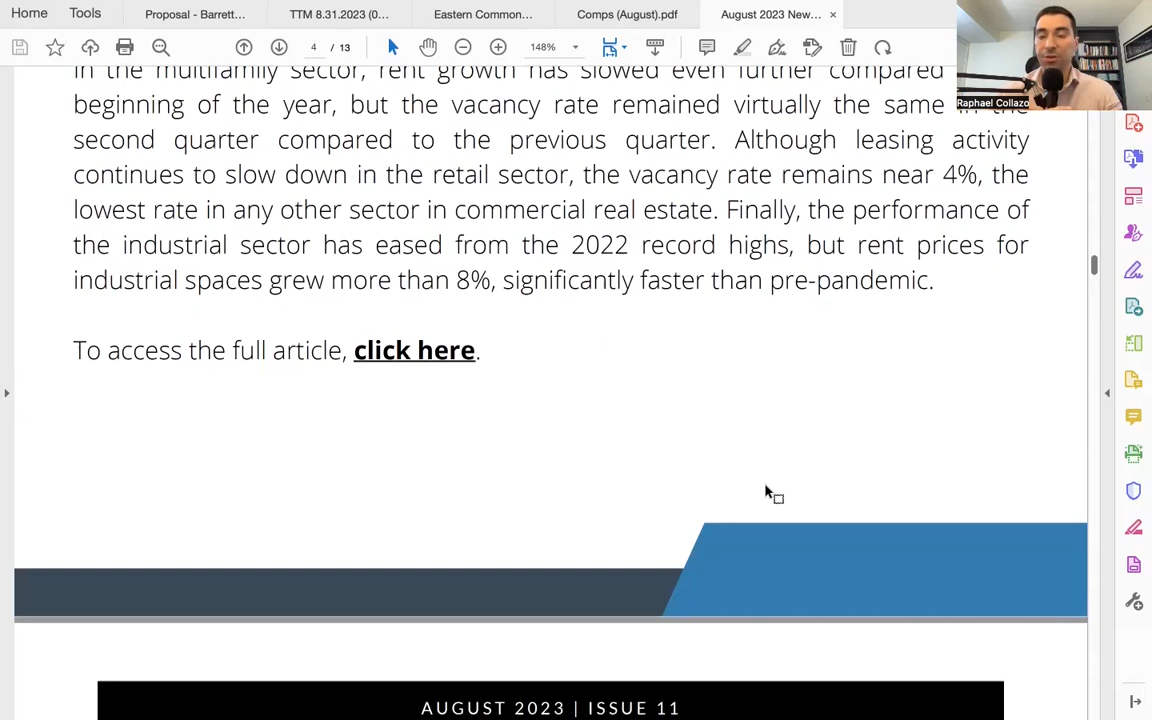 Home Tools Proposal - Barrett... TTM 8.31.2023 (0... Eastern Common... Comps (August).pdf August 2023 New... ×
4 / 13 148%
Raphael Collazo
In the multifamily sector, rent growth has slowed even further compared
beginning of the year, but the vacancy rate remained virtually the same in the
second quarter compared to the previous quarter. Although leasing activity
continues to slow down in the retail sector, the vacancy rate remains near 4%, the
lowest rate in any other sector in commercial real estate. Finally, the performance of
the industrial sector has eased from the 2022 record highs, but rent prices for
industrial spaces grew more than 8%, significantly faster than pre-pandemic.
To access the full article, click here.
AUGUST 2023 | ISSUE 11